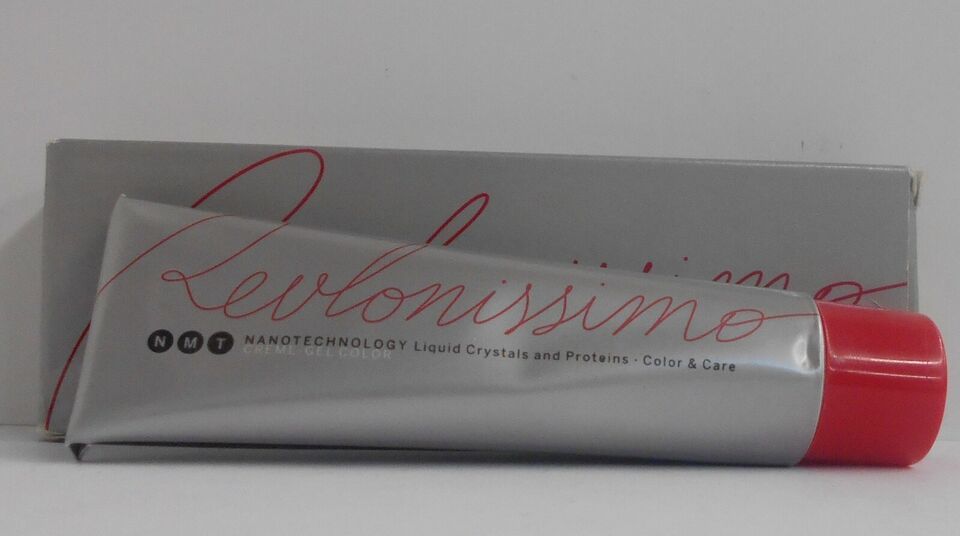 Revlonissimo
NMT NANOTECHNOLOGY Liquid Crystals and Proteins · Color & Care
CREME GEL COLOR